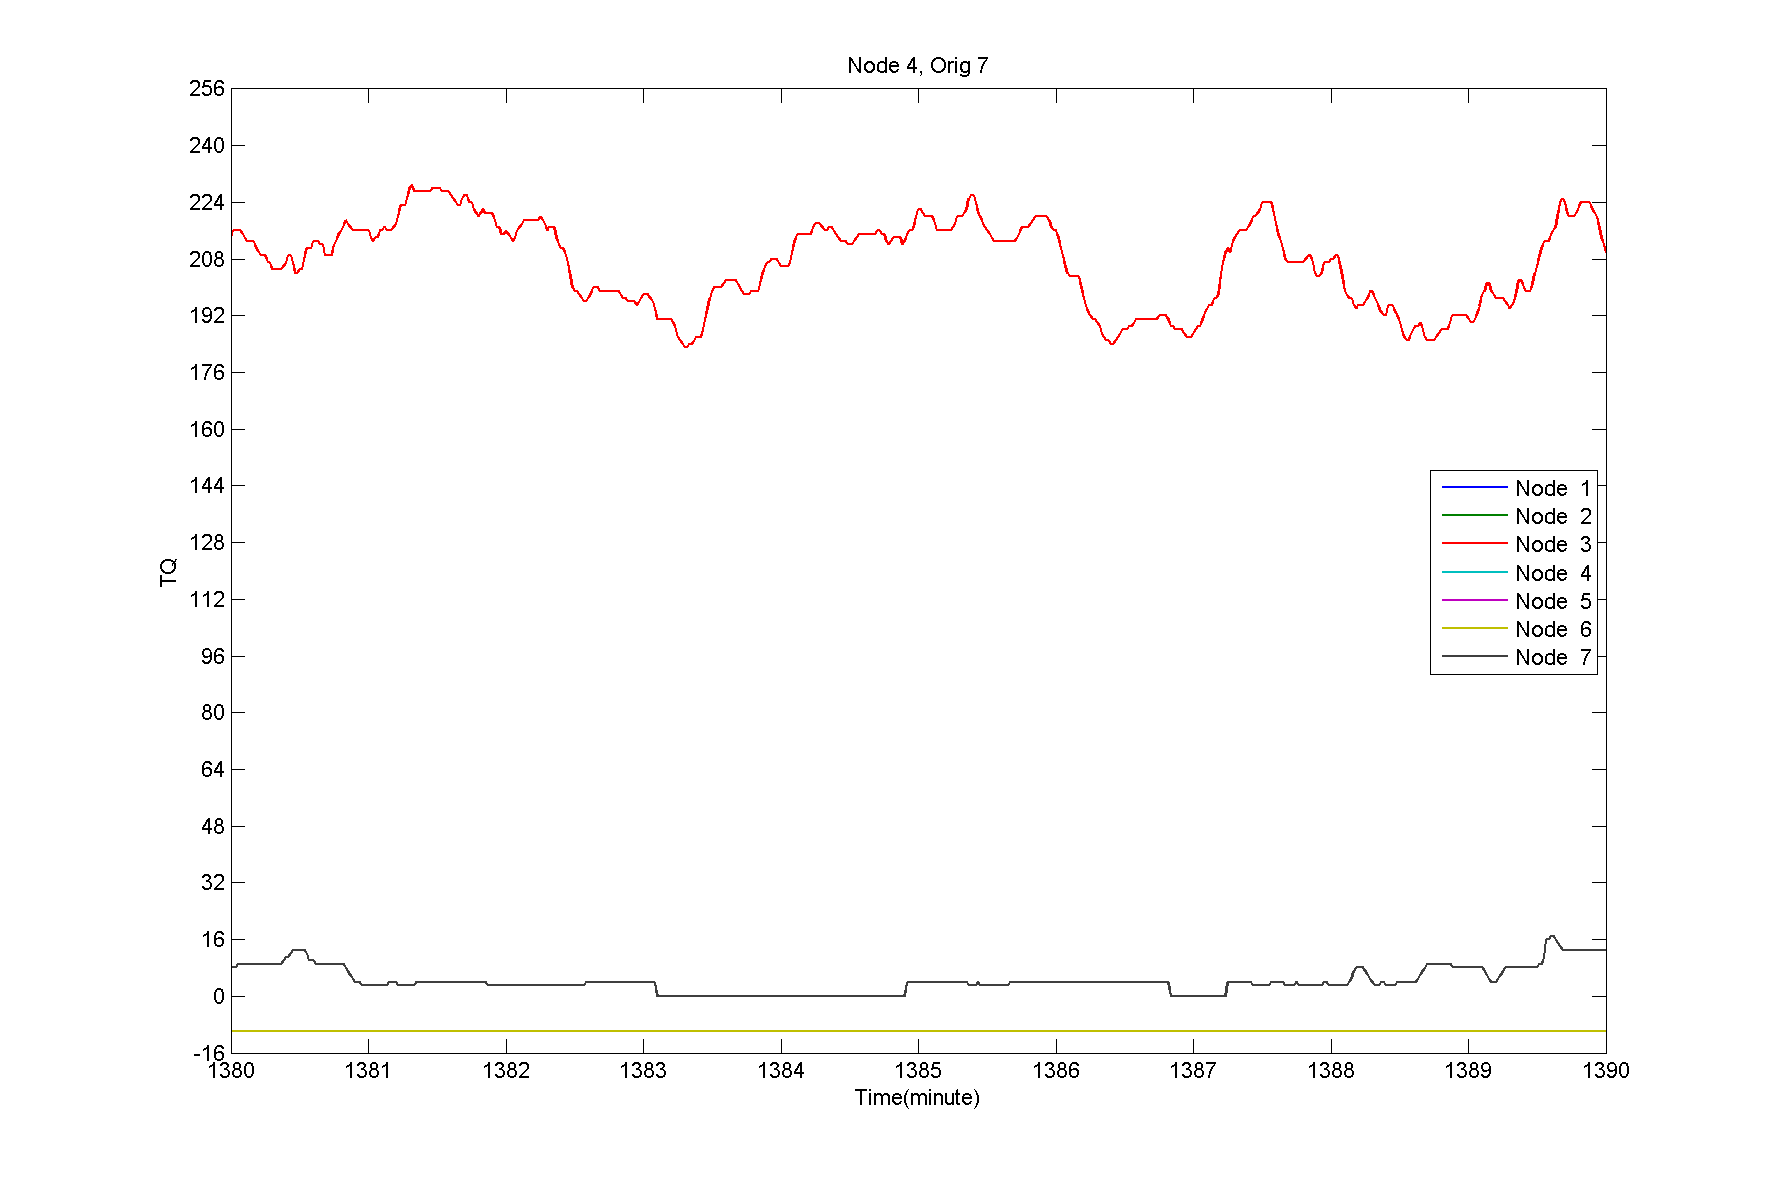 Node 4, Orig 7
256
240
224
208
192
176
160
144
128
112
96
80
64
48
32
16
0
-16
TQ
Node 1
Node 2
Node 3
Node 4
Node 5
Node 6
Node 7
1380 1381 1382 1383 1384 1385 1386 1387 1388 1389 1390
Time(minute)